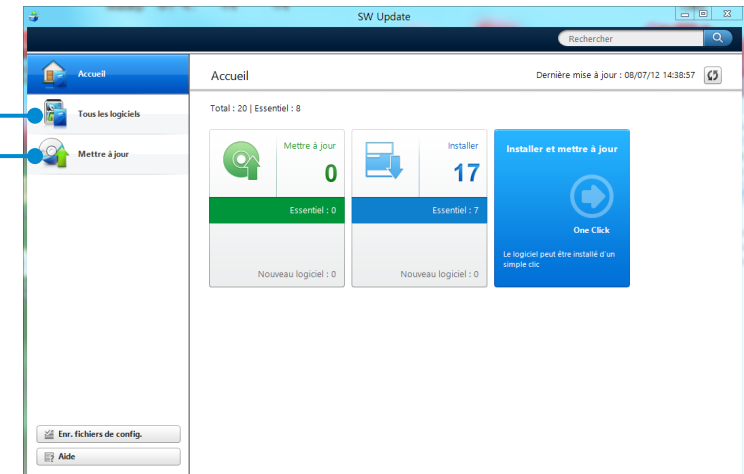 SW Update
Rechercher
Accueil
Tous les logiciels
Mettre à jour
Accueil
Dernière mise à jour : 08/07/12 14:38:57
Total : 20 | Essentiel : 8
Mettre à jour
0
Essentiel : 0
Nouveau logiciel : 0
Installer
17
Essentiel : 7
Nouveau logiciel : 0
Installer et mettre à jour
One Click
Le logiciel peut être installé d'un
simple clic
Enr. fichiers de config.
Aide